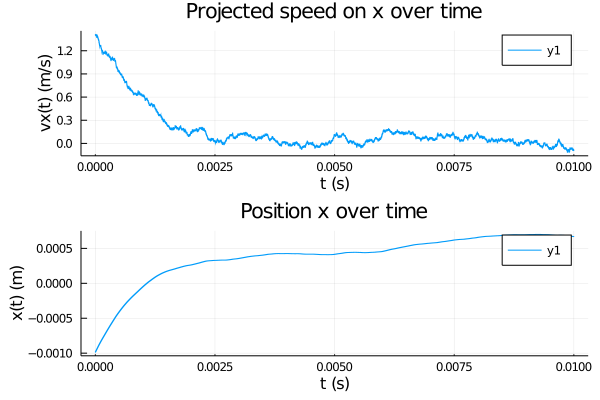 Projected speed on x over time
vx(t) (m/s)
1.2
0.9
0.6
0.3
0.0
y1
0.0000 0.0025 0.0050 0.0075 0.0100
t (s)
Position x over time
x(t) (m)
0.0005
0.0000
−0.0005
−0.0010
y1
0.0000 0.0025 0.0050 0.0075 0.0100
t (s)